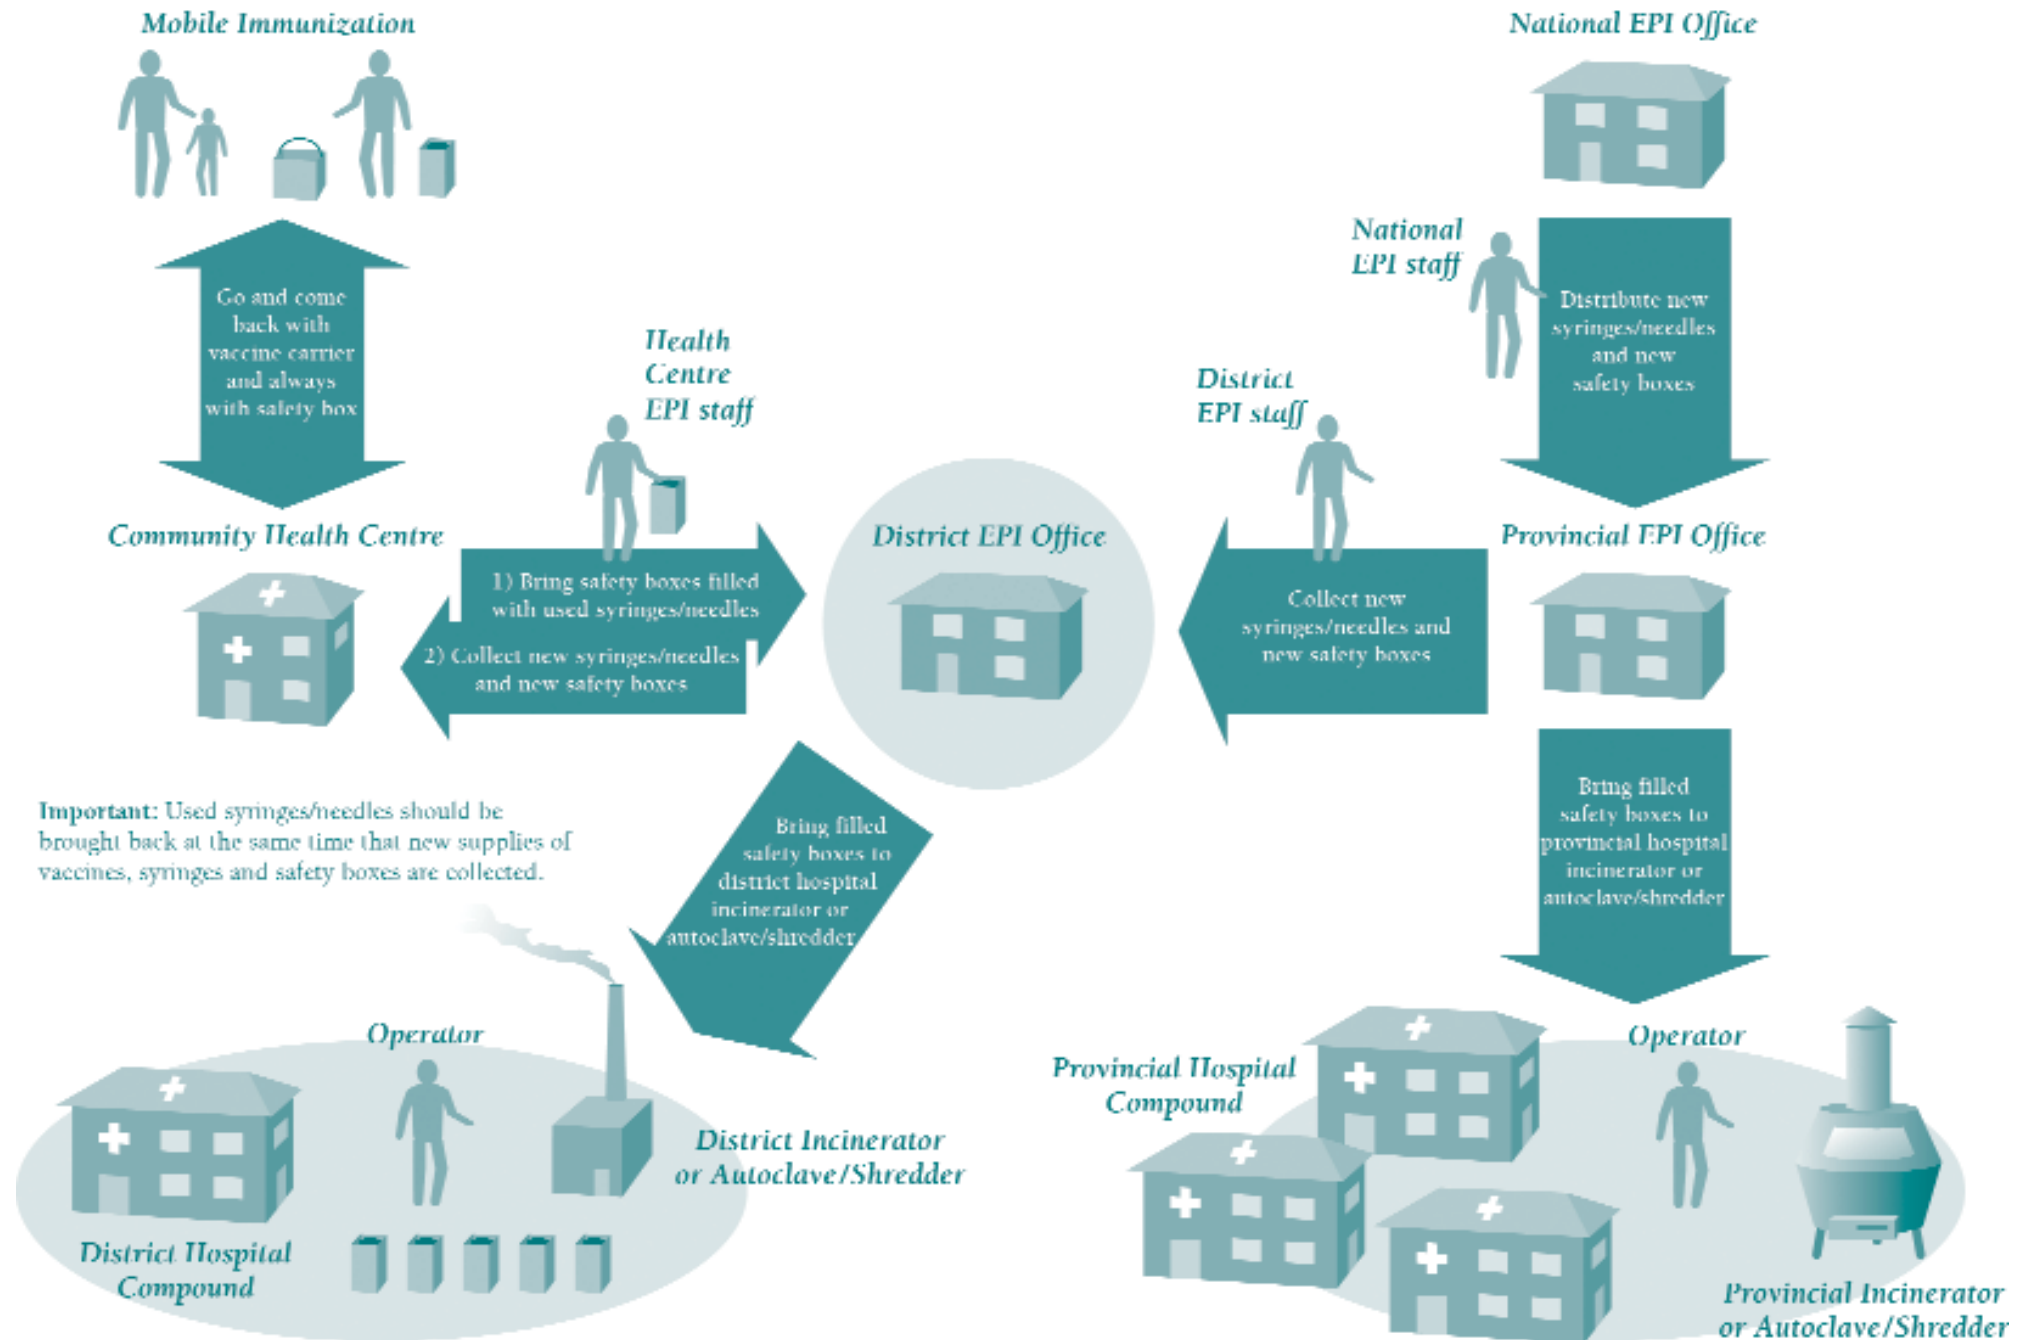 Mobile Immunization
National EPI Office
Go and come
back with
vaccine carrier
and always
with safety box
National
EPI staff
Distribute new
syringes/needles
and new
safety boxes
Health
Centre
EPI staff
District
EPI staff
Community Health Centre
1) Bring safety boxes filled
with used syringes/needles
2) Collect new syringes/needles
and new safety boxes
District EPI Office
Collect new
syringes/needles and
new safety boxes
Provincial EPI Office
Important: Used syringes/needles should be
brought back at the same time that new supplies of
vaccines, syringes and safety boxes are collected.
Bring filled
safety boxes to
district hospital
incinerator or
autoclave/shredder
Bring filled
safety boxes to
provincial hospital
incinerator or
autoclave/shredder
Operator
District Hospital
Compound
District Incinerator
or Autoclave/Shredder
Provincial Hospital
Compound
Operator
Provincial Incinerator
or Autoclave/Shredder